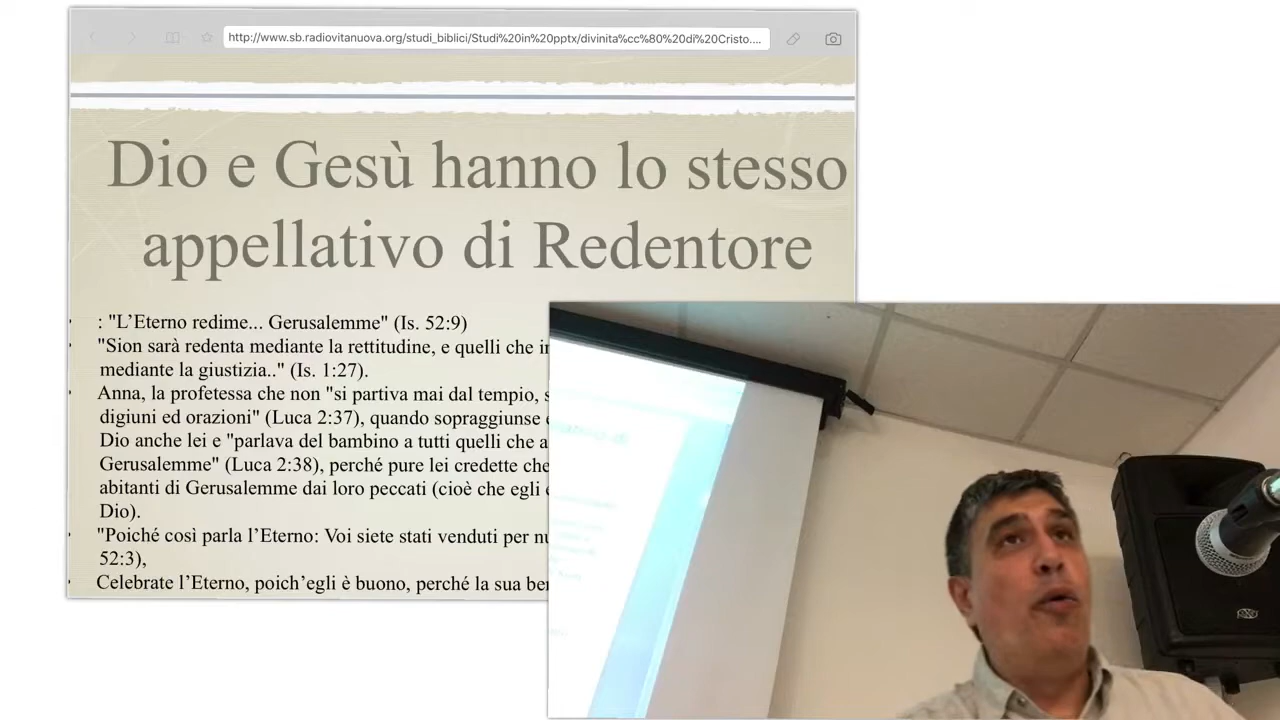 http://www.sb.radiovitanuova.org/studi_biblici/Studi%20in%20pptx/divinita%cc%80%20di%20Cristo....
Dio e Gesù hanno lo stesso
appellativo di Redentore
: "L'Eterno redime... Gerusalemme" (Is. 52:9)
"Sion sarà redenta mediante la rettitudine, e quelli che
mediante la giustizia.." (Is. 1:27).
Anna, la profetessa che non "si partiva mai dal tempio,
digiuni ed orazioni" (Luca 2:37), quando sopraggiunse
Dio anche lei e "parlava del bambino a tutti quelli che
Gerusalemme" (Luca 2:38), perché pure lei credette che
abitanti di Gerusalemme dai loro peccati (cioè che egli
Dio).
"Poiché così parla l'Eterno: Voi siete stati venduti per
52:3),
Celebrate l'Eterno, poich'egli è buono, perché la sua